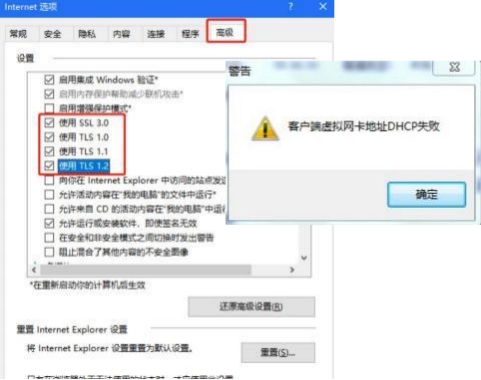 Internet 选项
常规 安全 隐私 内容 连接 程序 高级
设置
启用集成 Windows 验证*
启用内存保护帮助减少联机攻击*
启用增强保护模式*
使用 SSL 3.0
使用 TLS 1.0
使用 TLS 1.1
使用 TLS 1.2
向你在 Internet Explorer 中访问的站点发送
允许活动内容在"我的电脑"的文件中运行*
允许来自 CD 的活动内容在"我的电脑"中运行
允许运行或安装软件，即使签名无效
在安全和非安全模式之间切换时发出警告
阻止混合了其他内容的不安全图像
*在重新启动你的计算机后生效
还原高级设置(R)
重置 Internet Explorer 设置
将 Internet Explorer 设置重置为默认设置。
重置(S)...
警告
客户端虚拟网卡地址DHCP失败
确定